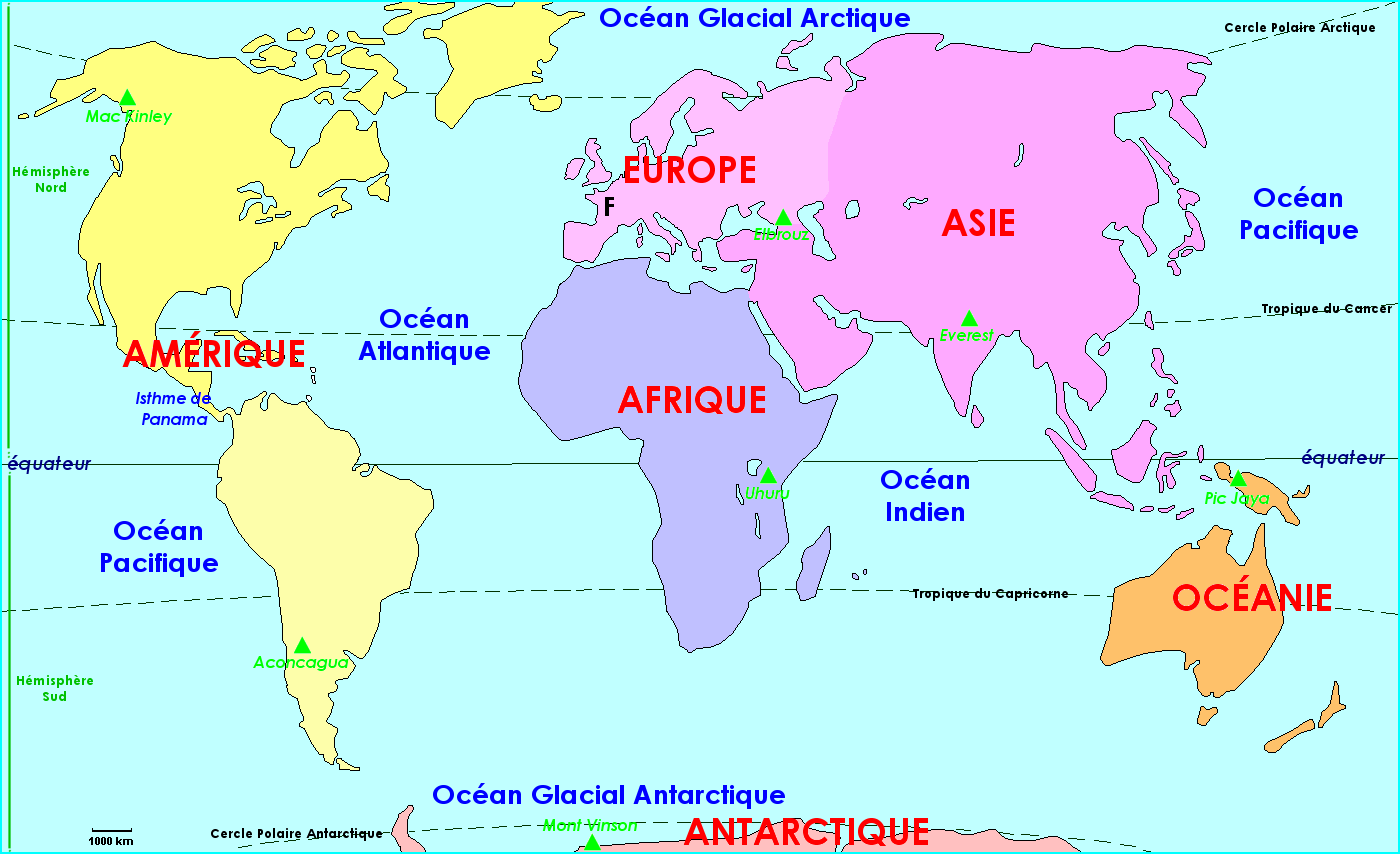 Océan Glacial Arctique
Cercle Polaire Arctique
Mac Kinley
Hémisphère
Nord
EUROPE
F
Elbrouz
ASIE
Océan
Pacifique
Océan
Atlantique
Tropique du Cancer
Everest
AMÉRIQUE
Isthme de
Panama
AFRIQUE
équateur
équateur
Uhuru
Océan
Indien
Pic Jaya
Océan
Pacifique
Tropique du Capricorne
OCÉANIE
Aconcagua
Hémisphère
Sud
Océan Glacial Antarctique
1000 km
Cercle Polaire Antarctique
Mont Vinson
ANTARCTIQUE